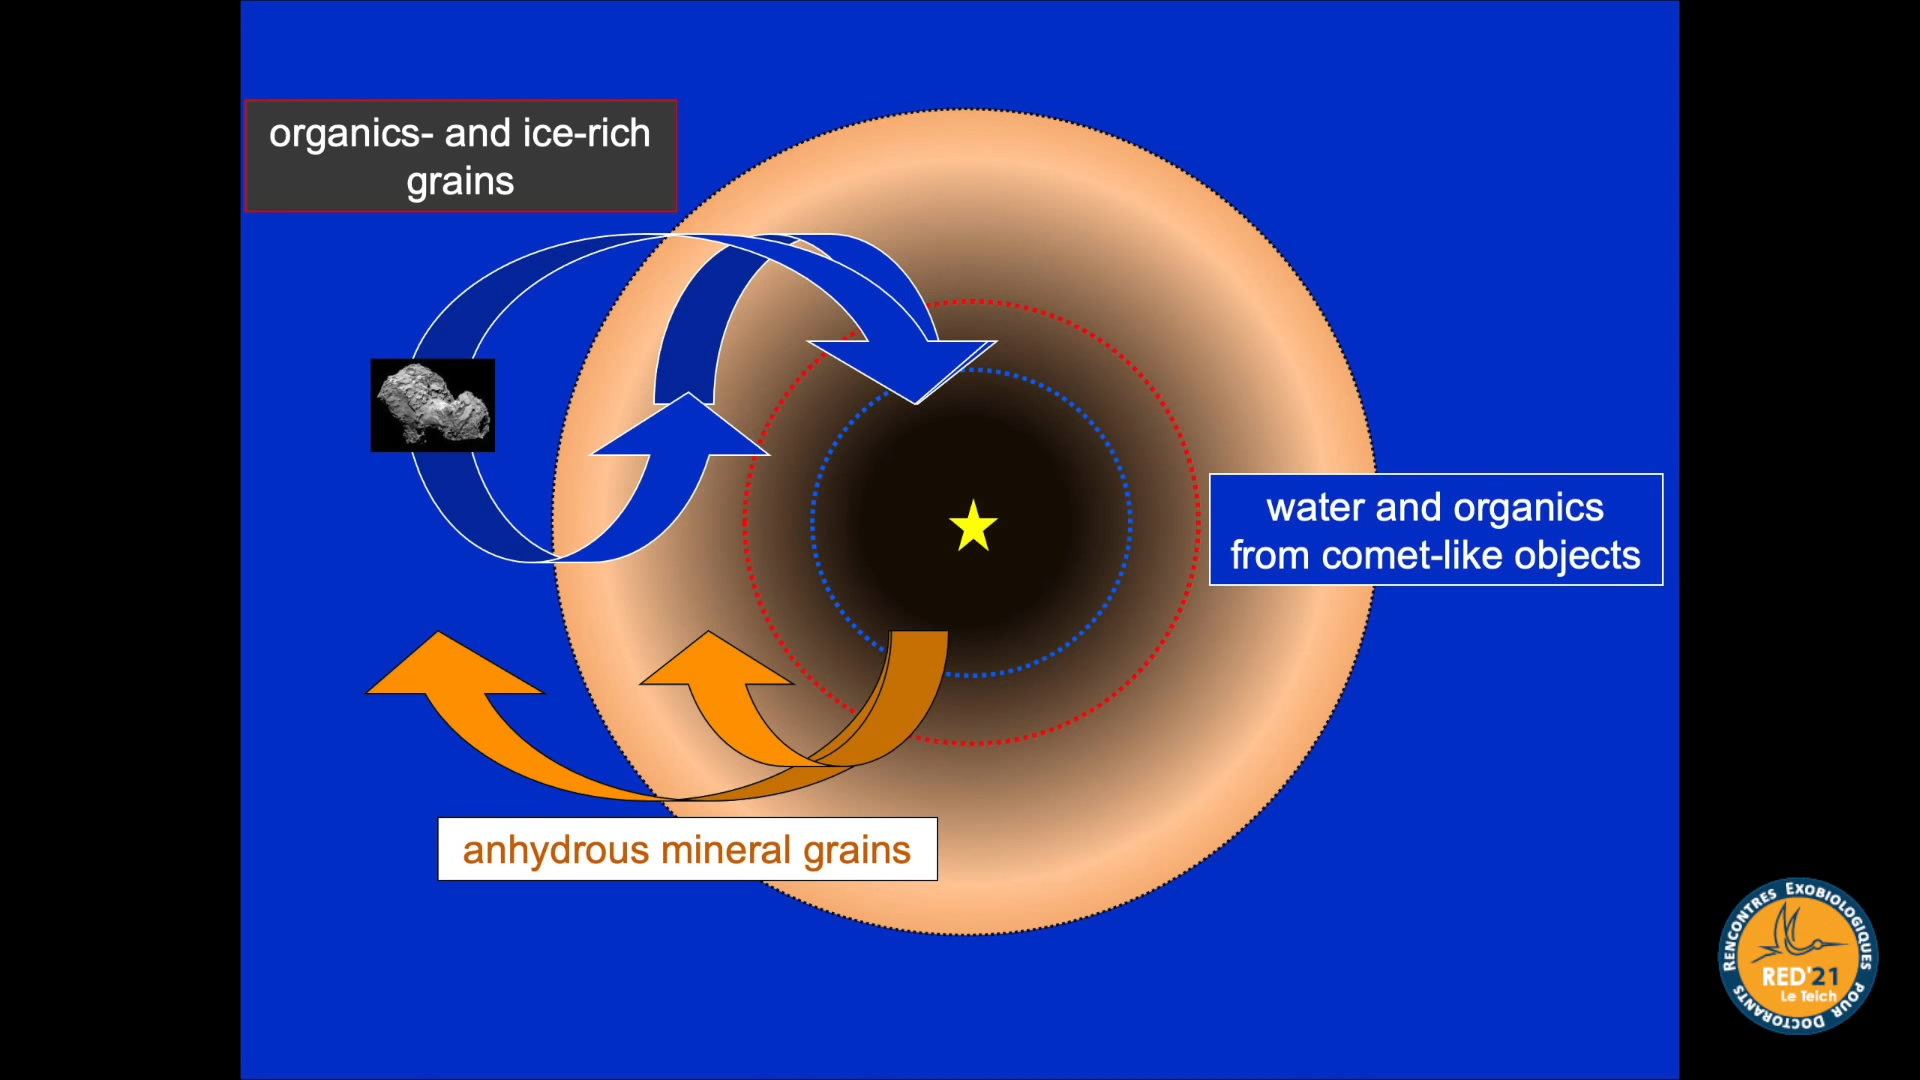 organics- and ice-rich
grains
water and organics
from comet-like objects
anhydrous mineral grains
RENCONTRES EXOBIOLOGIQUES
POUR DOCTORANTS
RED'21
Le Teich